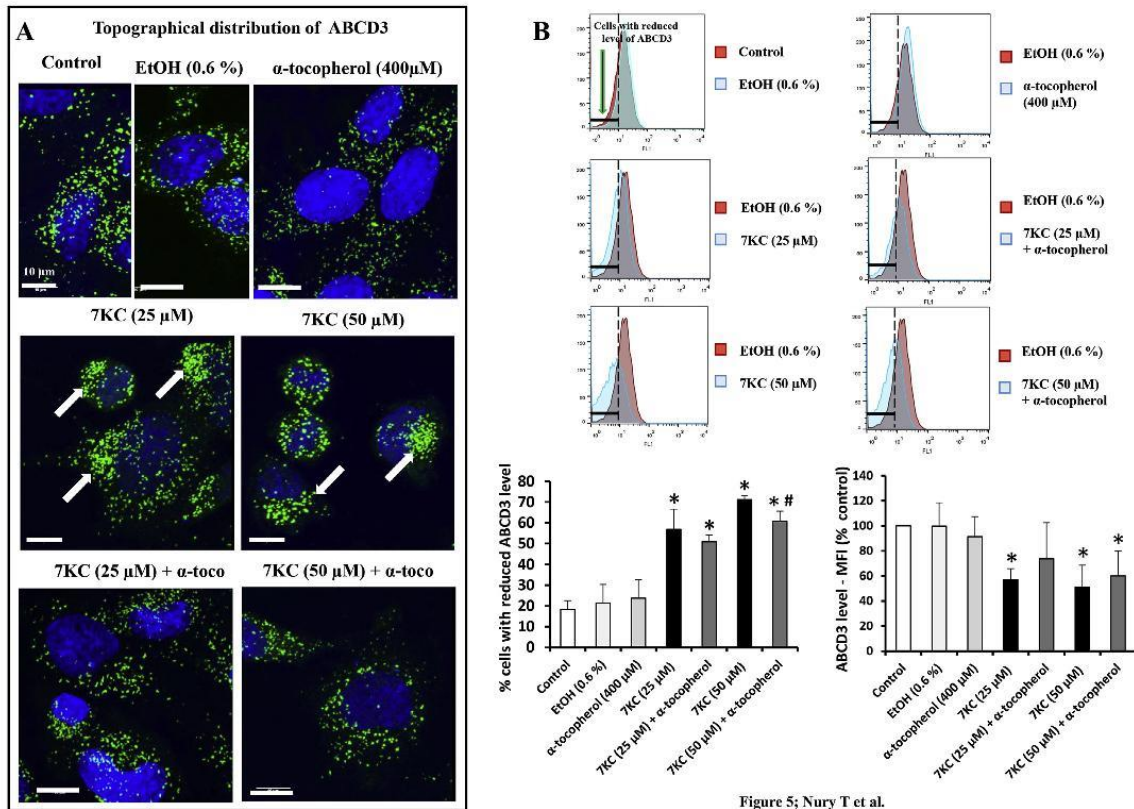 A
Topographical distribution of ABCD3
Control
EtOH (0.6 %)
α-tocopherol (400μM)
10 μm
7KC (25 μM)
7KC (50 μM)
7KC (25 μM) + α-toco
7KC (50 μM) + α-toco
B
Cells with reduced
level of ABCD3
Control
EtOH (0.6 %)
FL1
EtOH (0.6 %)
α-tocopherol
(400 μM)
FL1
EtOH (0.6 %)
7KC (25 μM)
FL1
EtOH (0.6 %)
7KC (25 μM)
+ α-tocopherol
FL1
EtOH (0.6 %)
7KC (50 μM)
FL1
EtOH (0.6 %)
7KC (50 μM)
+ α-tocopherol
FL1
% cells with reduced ABCD3 level
80
70
60
50
40
30
20
10
0
*
*
*
* #
Control
EtOH (0.6 %)
α-tocopherol (400 μM)
7KC (25 μM)
7KC (25 μM) + α-tocopherol
7KC (50 μM)
7KC (50 μM) + α-tocopherol
ABCD3 level - MFI (% control)
140
120
100
80
60
40
20
0
*
*
*
Control
EtOH (0.6 %)
α-tocopherol (400 μM)
7KC (25 μM)
7KC (25 μM) + α-tocopherol
7KC (50 μM)
7KC (50 μM) + α-tocopherol
Figure 5; Nury T et al.